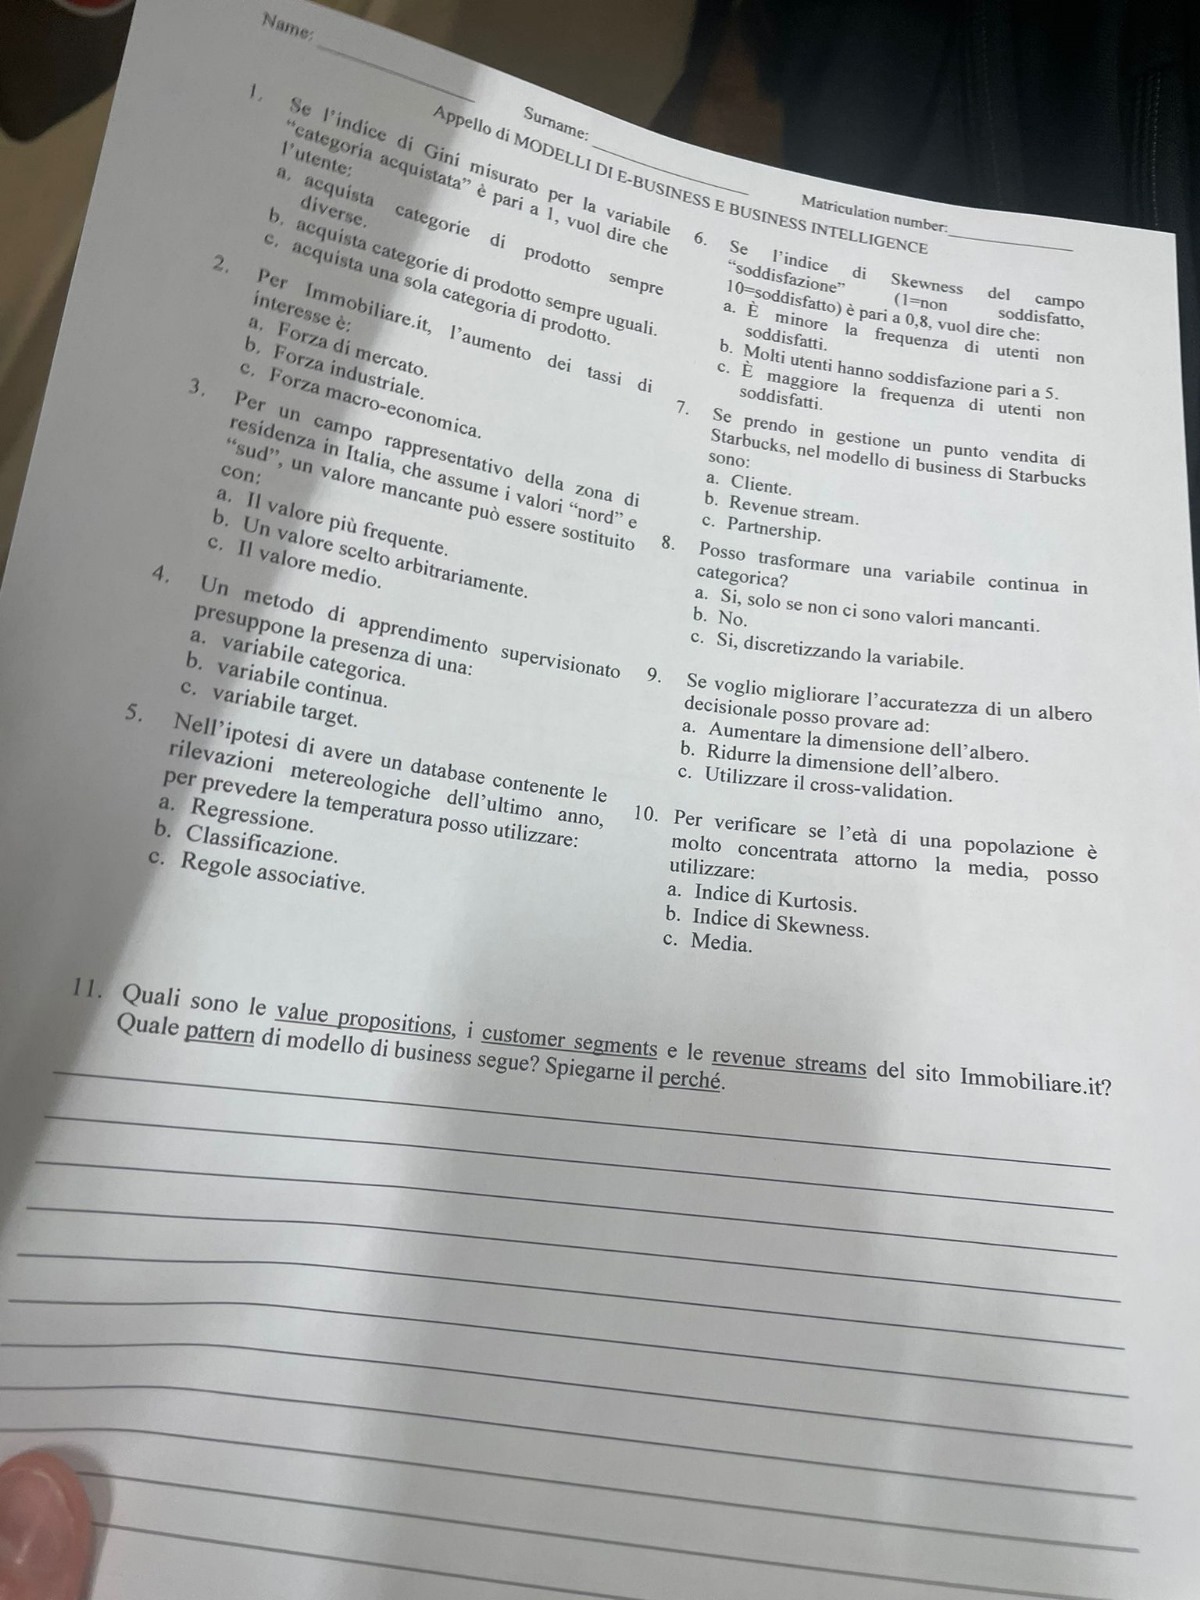 Name:
Surname:
Matriculation number:
Appello di MODELLI DI E-BUSINESS E BUSINESS INTELLIGENCE
1. Se l'indice di Gini misurato per la variabile
"categoria acquistata" è pari a 1, vuol dire che
l'utente:
a. acquista categorie di prodotto sempre
diverse.
b. acquista categorie di prodotto sempre uguali.
c. acquista una sola categoria di prodotto.
2. Per Immobiliare.it, l'aumento dei tassi di
interesse è:
a. Forza di mercato.
b. Forza industriale.
c. Forza macro-economica.
3. Per un campo rappresentativo della zona di
residenza in Italia, che assume i valori "nord" e
"sud", un valore mancante può essere sostituito
con:
a. Il valore più frequente.
b. Un valore scelto arbitrariamente.
c. Il valore medio.
4. Un metodo di apprendimento supervisionato
presuppone la presenza di una:
a. variabile categorica.
b. variabile continua.
c. variabile target.
5. Nell'ipotesi di avere un database contenente le
rilevazioni metereologiche dell'ultimo anno,
per prevedere la temperatura posso utilizzare:
a. Regressione.
b. Classificazione.
c. Regole associative.
6. Se l'indice di Skewness del campo
"soddisfazione" (1=non soddisfatto,
10=soddisfatto) è pari a 0,8, vuol dire che:
a. È minore la frequenza di utenti non
soddisfatti.
b. Molti utenti hanno soddisfazione pari a 5.
c. È maggiore la frequenza di utenti non
soddisfatti.
7. Se prendo in gestione un punto vendita di
Starbucks, nel modello di business di Starbucks
sono:
a. Cliente.
b. Revenue stream.
c. Partnership.
8. Posso trasformare una variabile continua in
categorica?
a. Si, solo se non ci sono valori mancanti.
b. No.
c. Si, discretizzando la variabile.
9. Se voglio migliorare l'accuratezza di un albero
decisionale posso provare ad:
a. Aumentare la dimensione dell'albero.
b. Ridurre la dimensione dell'albero.
c. Utilizzare il cross-validation.
10. Per verificare se l'età di una popolazione è
molto concentrata attorno la media, posso
utilizzare:
a. Indice di Kurtosis.
b. Indice di Skewness.
c. Media.
11. Quali sono le value propositions, i customer segments e le revenue streams del sito Immobiliare.it?
Quale pattern di modello di business segue? Spiegarne il perché.